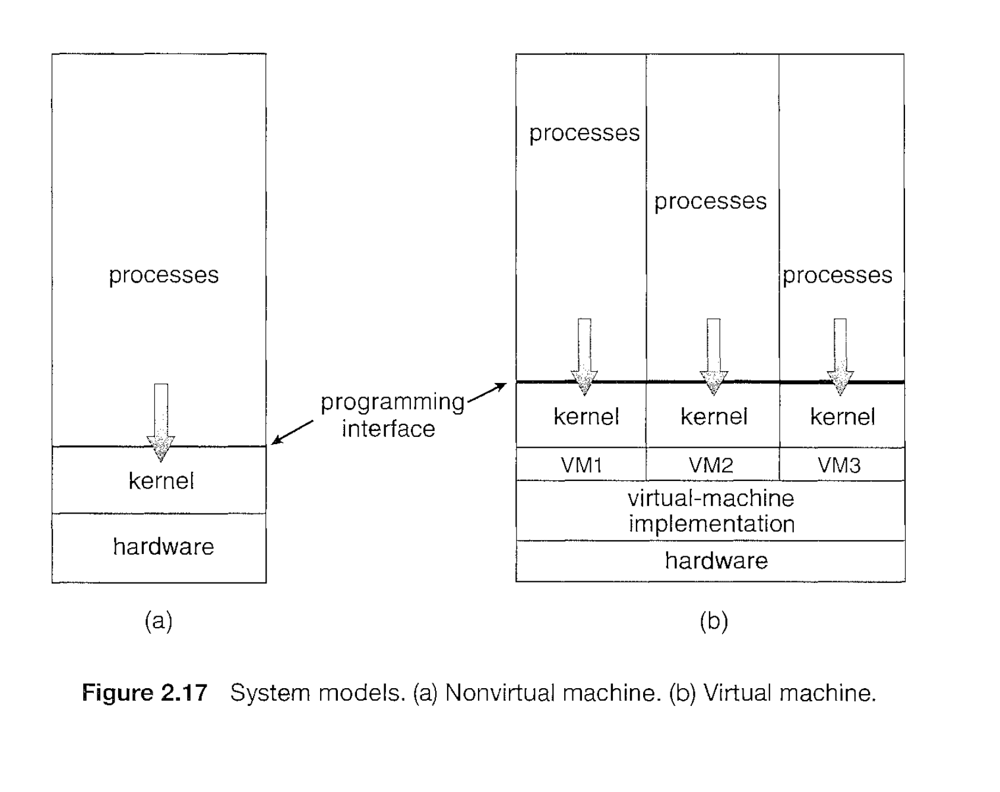 processes
processes
processes
processes
programming
interface
kernel
kernel
kernel
kernel
VM1
VM2
VM3
virtual-machine
implementation
hardware
hardware
(a)
(b)
Figure 2.17 System models. (a) Nonvirtual machine. (b) Virtual machine.